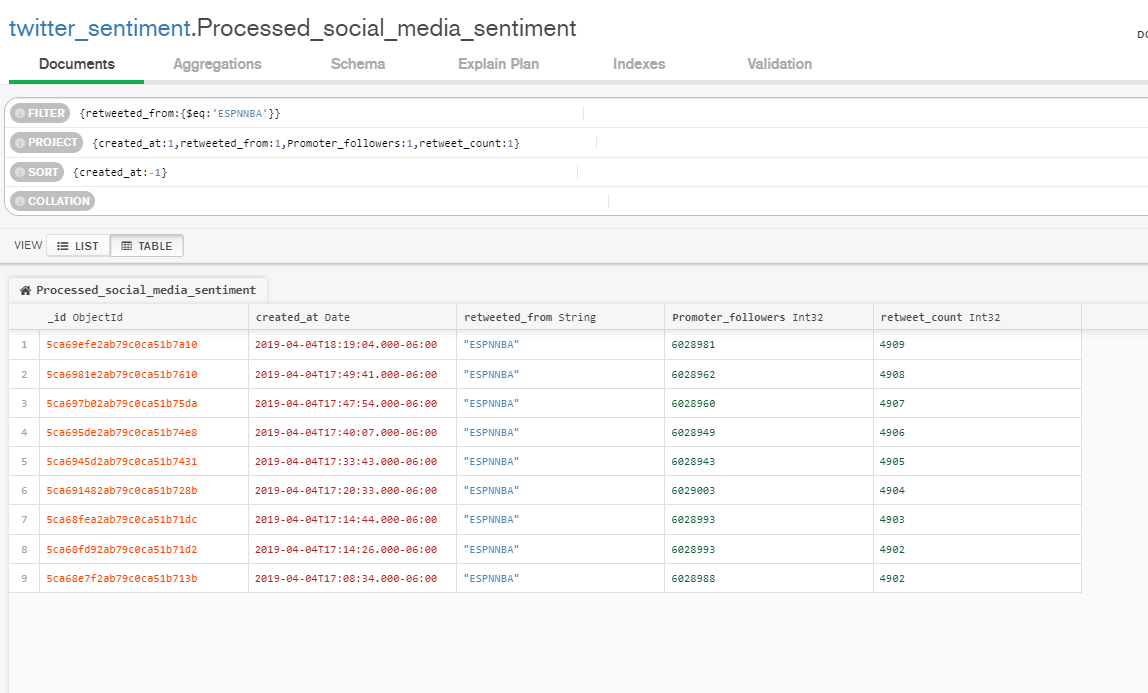 twitter_sentiment.Processed_social_media_sentiment
DO
Documents Aggregations Schema Explain Plan Indexes Validation
FILTER {retweeted_from:{$eq:'ESPNNBA'}}
PROJECT {created_at:1,retweeted_from:1,Promoter_followers:1,retweet_count:1}
SORT {created_at:-1}
COLLATION
VIEW LIST TABLE
Processed_social_media_sentiment
_id ObjectId created_at Date retweeted_from String Promoter_followers Int32 retweet_count Int32
1 5ca69efe2ab79c0ca51b7a10 2019-04-04T18:19:04.000-06:00 "ESPNNBA" 6028981 4909
2 5ca6981e2ab79c0ca51b7610 2019-04-04T17:49:41.000-06:00 "ESPNNBA" 6028962 4908
3 5ca697b02ab79c0ca51b75da 2019-04-04T17:47:54.000-06:00 "ESPNNBA" 6028960 4907
4 5ca695de2ab79c0ca51b74e8 2019-04-04T17:40:07.000-06:00 "ESPNNBA" 6028949 4906
5 5ca6945d2ab79c0ca51b7431 2019-04-04T17:33:43.000-06:00 "ESPNNBA" 6028943 4905
6 5ca691482ab79c0ca51b728b 2019-04-04T17:20:33.000-06:00 "ESPNNBA" 6029003 4904
7 5ca68fea2ab79c0ca51b71dc 2019-04-04T17:14:44.000-06:00 "ESPNNBA" 6028993 4903
8 5ca68fd92ab79c0ca51b71d2 2019-04-04T17:14:26.000-06:00 "ESPNNBA" 6028993 4902
9 5ca68e7f2ab79c0ca51b713b 2019-04-04T17:08:34.000-06:00 "ESPNNBA" 6028988 4902